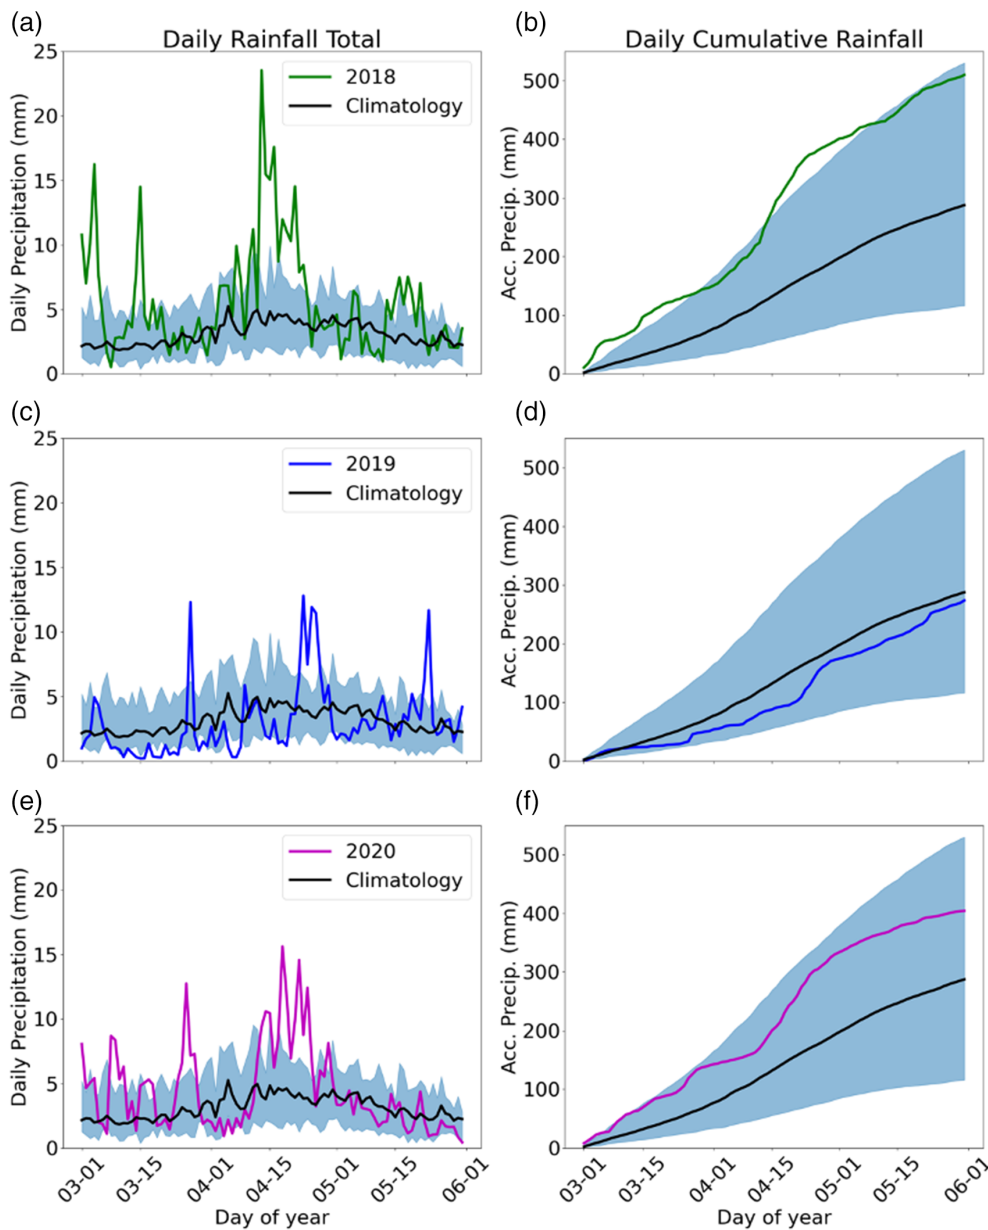 (a)
Daily Rainfall Total
25
20
15
10
5
0
Daily Precipitation (mm)
2018
Climatology
(b)
Daily Cumulative Rainfall
500
400
300
200
100
0
Acc. Precip. (mm)
(c)
25
20
15
10
5
0
Daily Precipitation (mm)
2019
Climatology
(d)
500
400
300
200
100
0
Acc. Precip. (mm)
(e)
25
20
15
10
5
0
Daily Precipitation (mm)
2020
Climatology
03-01
03-15
04-01
04-15
05-01
05-15
06-01
Day of year
(f)
500
400
300
200
100
0
Acc. Precip. (mm)
03-01
03-15
04-01
04-15
05-01
05-15
06-01
Day of year